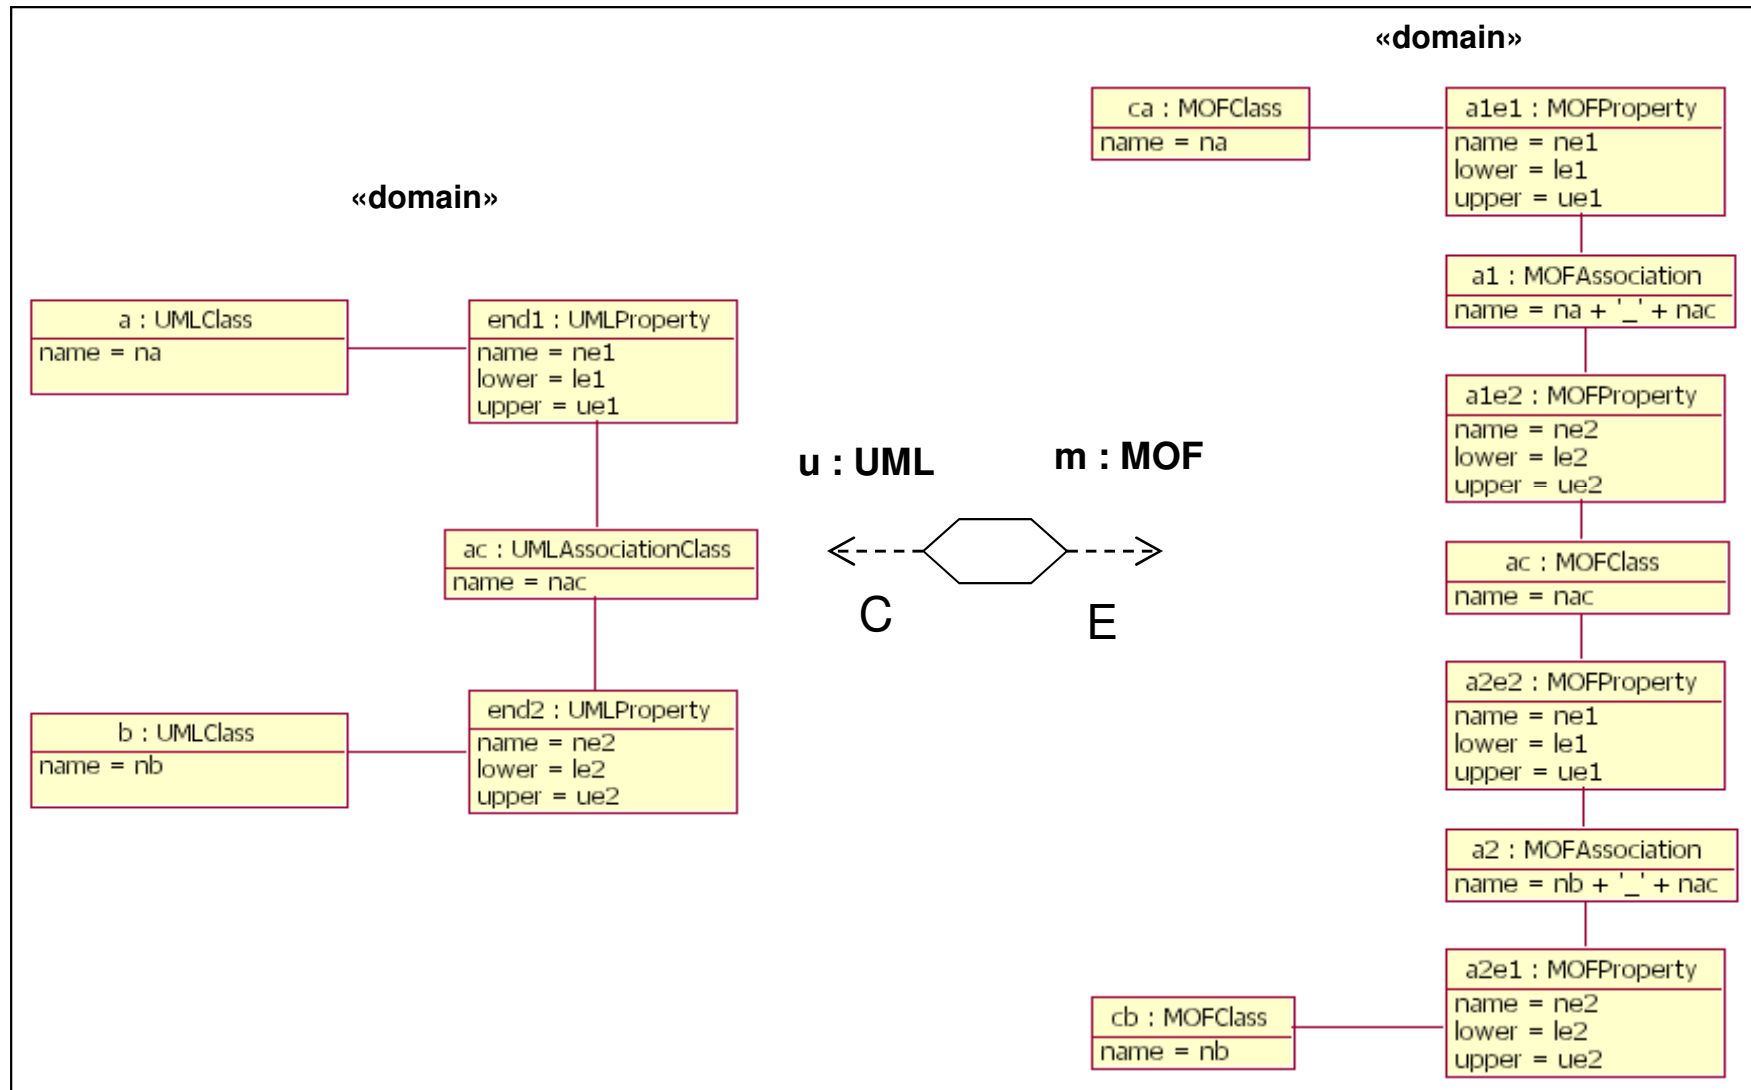 «domain»
a : UMLClass
name = na
end1 : UMLProperty
name = ne1
lower = le1
upper = ue1
ac : UMLAssociationClass
name = nac
b : UMLClass
name = nb
end2 : UMLProperty
name = ne2
lower = le2
upper = ue2
u : UML
m : MOF
C
E
«domain»
ca : MOFClass
name = na
a1e1 : MOFProperty
name = ne1
lower = le1
upper = ue1
a1 : MOFAssociation
name = na + '_' + nac
a1e2 : MOFProperty
name = ne2
lower = le2
upper = ue2
ac : MOFClass
name = nac
a2e2 : MOFProperty
name = ne1
lower = le1
upper = ue1
a2 : MOFAssociation
name = nb + '_' + nac
a2e1 : MOFProperty
name = ne2
lower = le2
upper = ue2
cb : MOFClass
name = nb